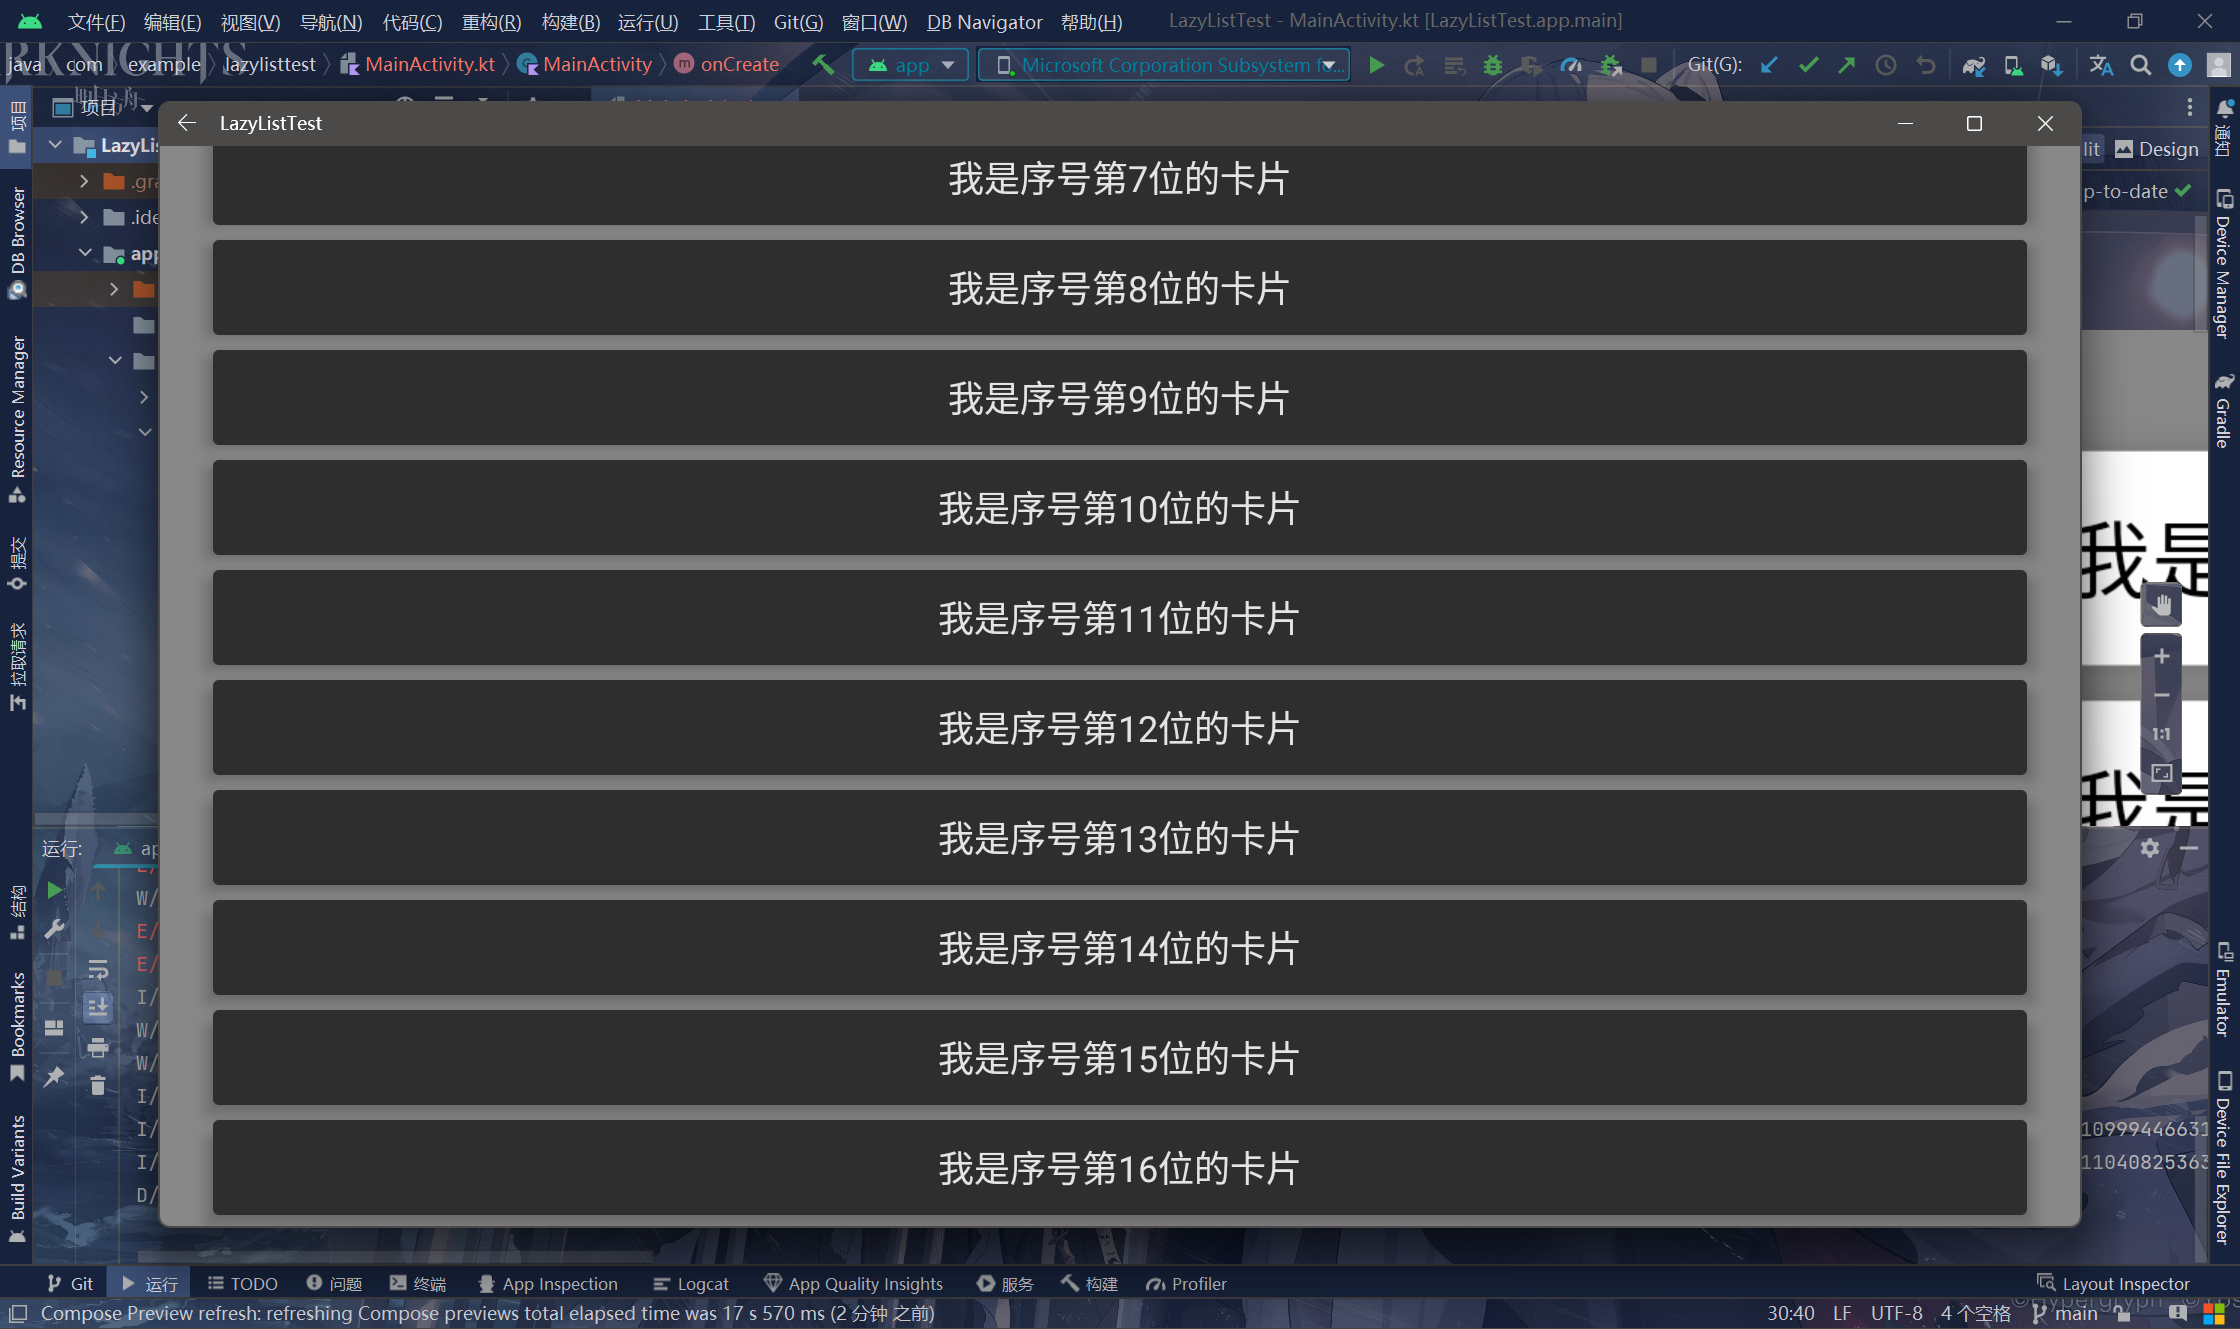 文件(F) 编辑(E) 视图(V) 导航(N) 代码(C) 重构(R) 构建(B) 运行(U) 工具(T) Git(G) 窗口(W) DB Navigator 帮助(H) LazyListTest - MainActivity.kt [LazyListTest.app.main]
java com example lazylisttest MainActivity.kt MainActivity onCreate app Microsoft Corporation Subsystem fo... Git(G):
项目
LazyListTest
LazyLis
.gra
.ide
app
lit Design
p-to-date
项目
DB Browser
Resource Manager
提交
拉取请求
结构
Bookmarks
Build Variants
我是序号第7位的卡片
我是序号第8位的卡片
我是序号第9位的卡片
我是序号第10位的卡片
我是序号第11位的卡片
我是序号第12位的卡片
我是序号第13位的卡片
我是序号第14位的卡片
我是序号第15位的卡片
我是序号第16位的卡片
我是
1:1
我是
通知
Device Manager
Gradle
Emulator
Device File Explorer
运行: ap
W/
E/
E/
I/
W/
W/
I/
I/
I/
D/
10999446631
11040825363
Git 运行 TODO 问题 终端 App Inspection Logcat App Quality Insights 服务 构建 Profiler Layout Inspector
Compose Preview refresh: refreshing Compose previews total elapsed time was 17 s 570 ms (2 分钟 之前) 30:40 LF UTF-8 4 个空格 main